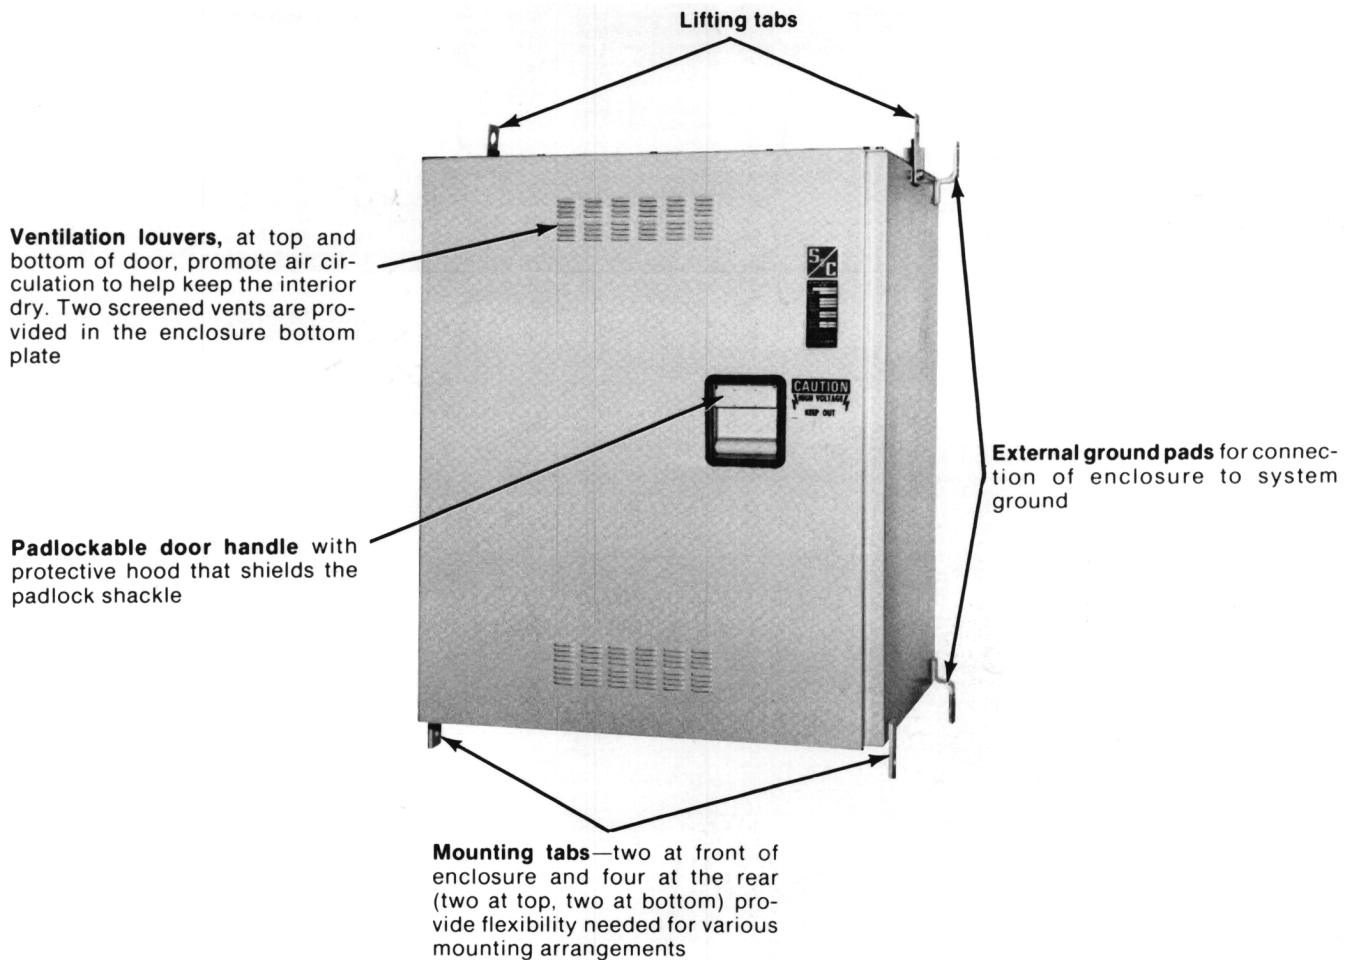 Lifting tabs
Ventilation louvers, at top and
bottom of door, promote air cir-
culation to help keep the interior
dry. Two screened vents are pro-
vided in the enclosure bottom
plate
S&C
CAUTION
HIGH VOLTAGE
KEEP OUT
External ground pads for connec-
tion of enclosure to system
ground
Padlockable door handle with
protective hood that shields the
padlock shackle
Mounting tabs—two at front of
enclosure and four at the rear
(two at top, two at bottom) pro-
vide flexibility needed for various
mounting arrangements